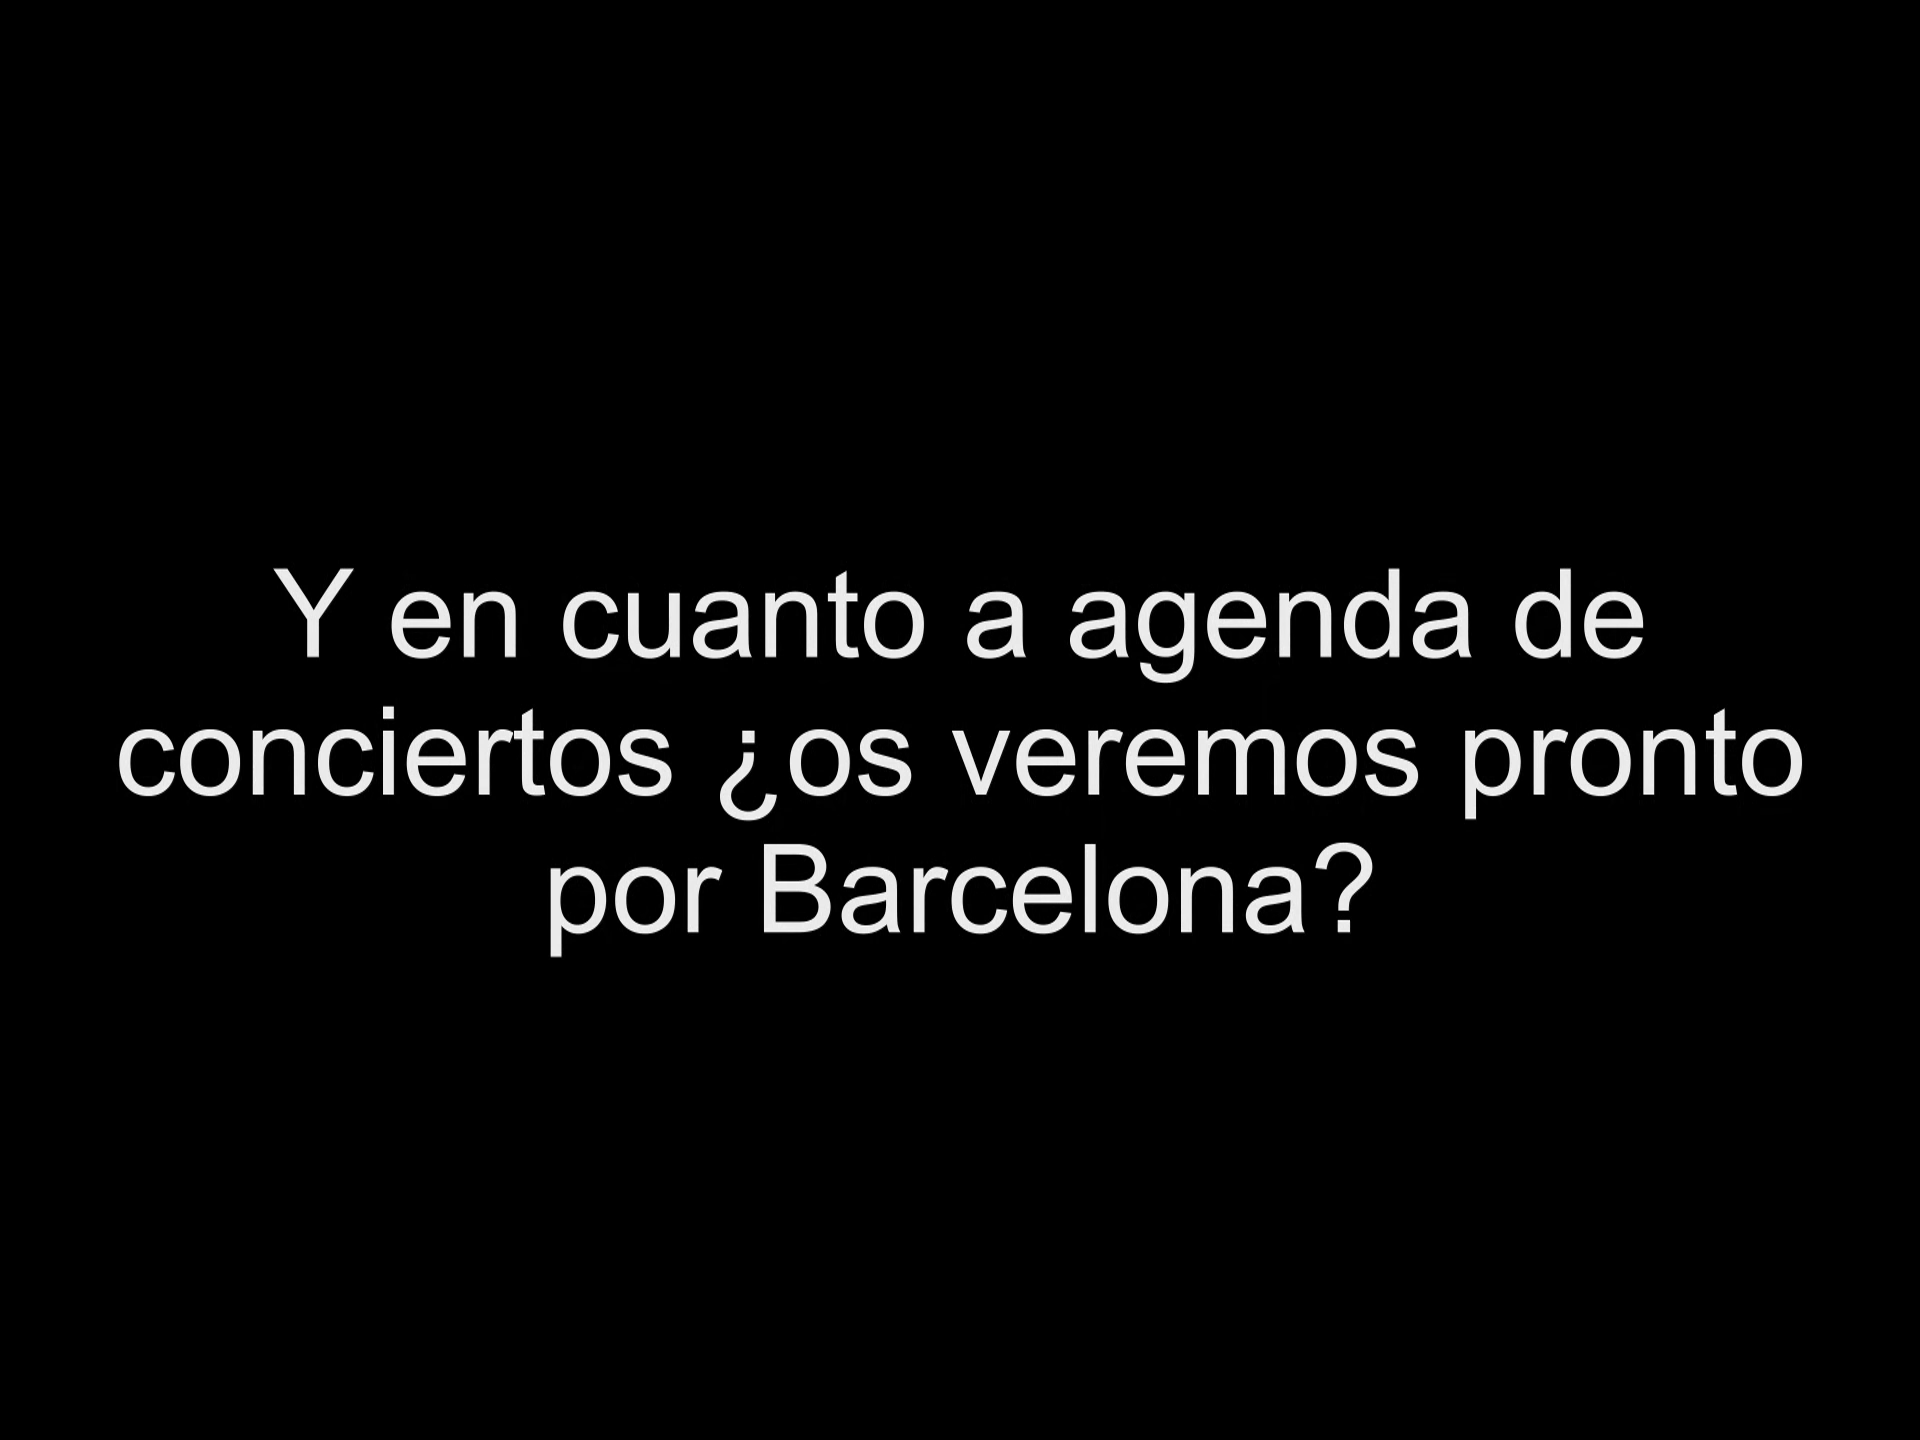 Y en cuanto a agenda de
conciertos ¿os veremos pronto
por Barcelona?